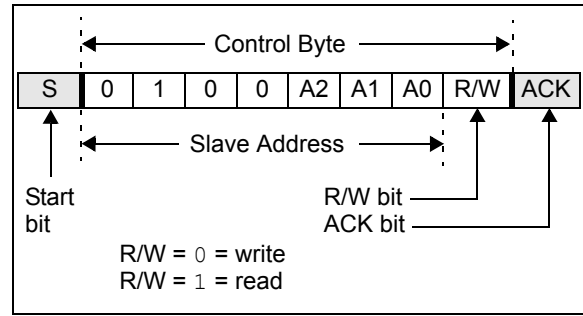 Control Byte
S 0 1 0 0 A2 A1 A0 R/W ACK
Slave Address
Start
bit
R/W bit
ACK bit
R/W = 0 = write
R/W = 1 = read